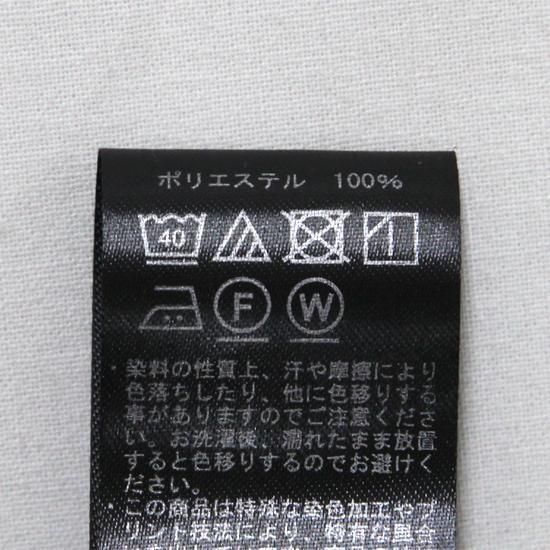 ポリエステル 100%
40
F W
・染料の性質上、汗や摩擦により
色落ちしたり、他に色移りする
事がありますのでご注意くださ
い。お洗濯後、濡れたまま放置
すると色移りするのでお避けく
ださい。
・この商品は特殊な染色加工やプ
リント技法により、特有な風合